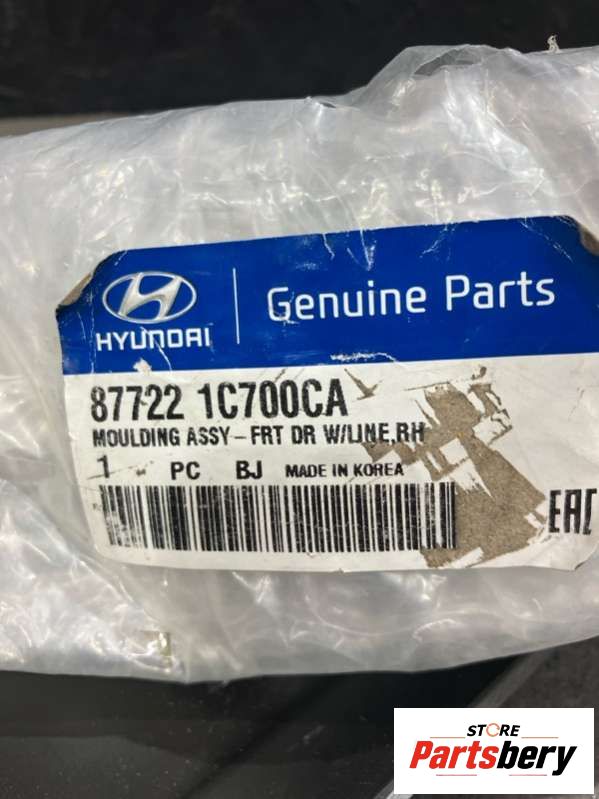 HYUNDAI
Genuine Parts
87722 1C700CA
MOULDING ASSY-FRT DR W/LINE,RH
1 PC BJ MADE IN KOREA
EAC
STORE
Partsbery